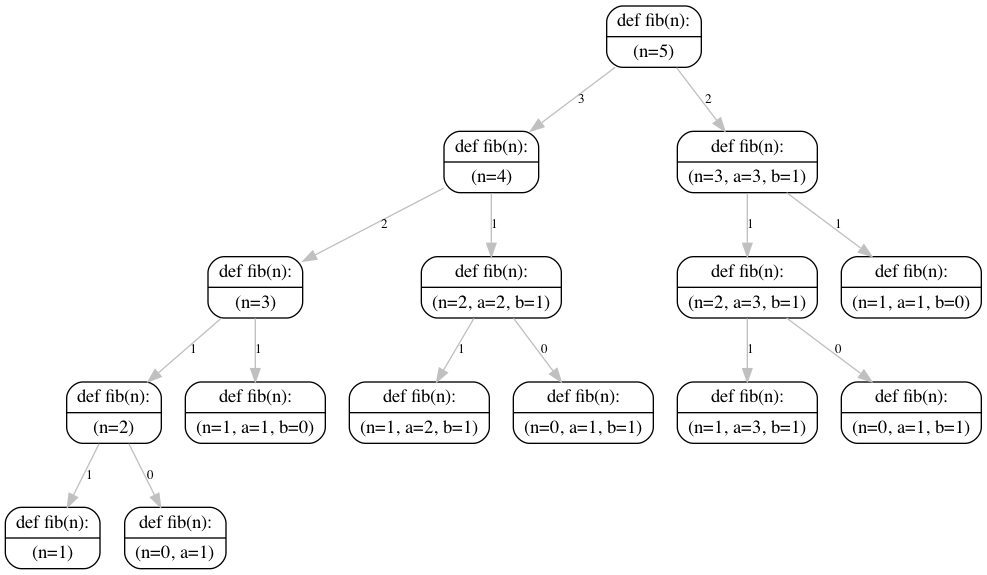 def fib(n):
(n=5)
3
2
def fib(n):
(n=4)
def fib(n):
(n=3, a=3, b=1)
2
1
1
1
def fib(n):
(n=3)
def fib(n):
(n=2, a=2, b=1)
def fib(n):
(n=2, a=3, b=1)
def fib(n):
(n=1, a=1, b=0)
1
1
1
0
1
0
def fib(n):
(n=2)
def fib(n):
(n=1, a=1, b=0)
def fib(n):
(n=1, a=2, b=1)
def fib(n):
(n=0, a=1, b=1)
def fib(n):
(n=1, a=3, b=1)
def fib(n):
(n=0, a=1, b=1)
1
0
def fib(n):
(n=1)
def fib(n):
(n=0, a=1)